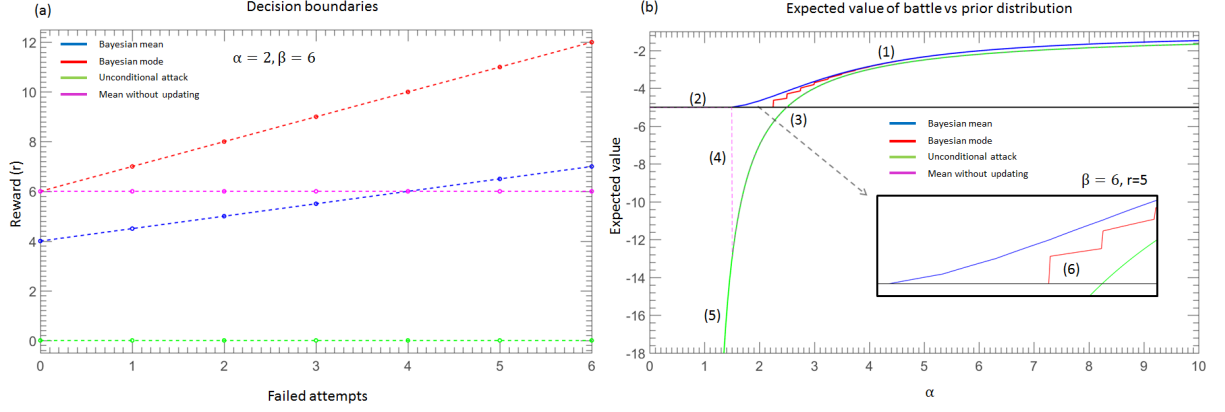 (a)
Decision boundaries
Bayesian mean
Bayesian mode
Unconditional attack
Mean without updating
α = 2, β = 6
12
10
8
6
4
2
0
Reward (r)
0 1 2 3 4 5 6
Failed attempts
(b)
Expected value of battle vs prior distribution
-2
-4
-6
-8
-10
-12
-14
-16
-18
Expected value
(1)
(2)
(3)
(4)
(5)
Bayesian mean
Bayesian mode
Unconditional attack
Mean without updating
β = 6, r=5
(6)
0 1 2 3 4 5 6 7 8 9 10
α